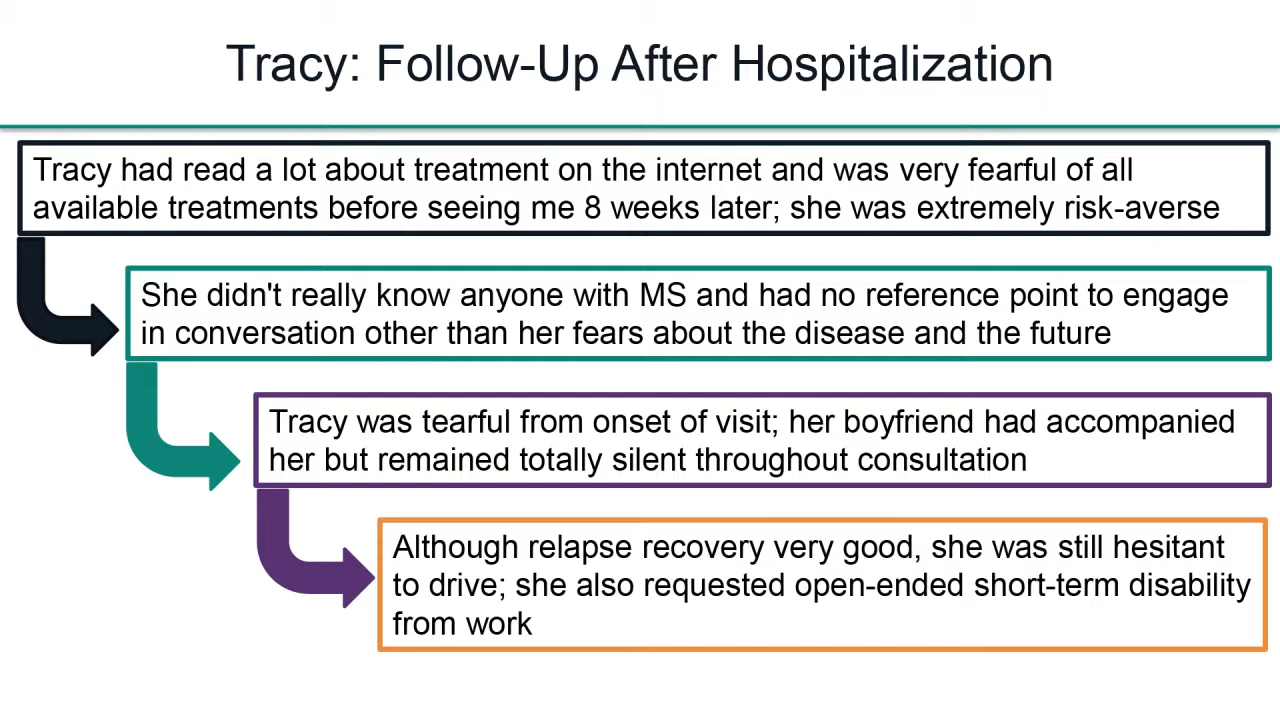 Tracy: Follow-Up After Hospitalization
Tracy had read a lot about treatment on the internet and was very fearful of all
available treatments before seeing me 8 weeks later; she was extremely risk-averse
She didn't really know anyone with MS and had no reference point to engage
in conversation other than her fears about the disease and the future
Tracy was tearful from onset of visit; her boyfriend had accompanied
her but remained totally silent throughout consultation
Although relapse recovery very good, she was still hesitant
to drive; she also requested open-ended short-term disability
from work